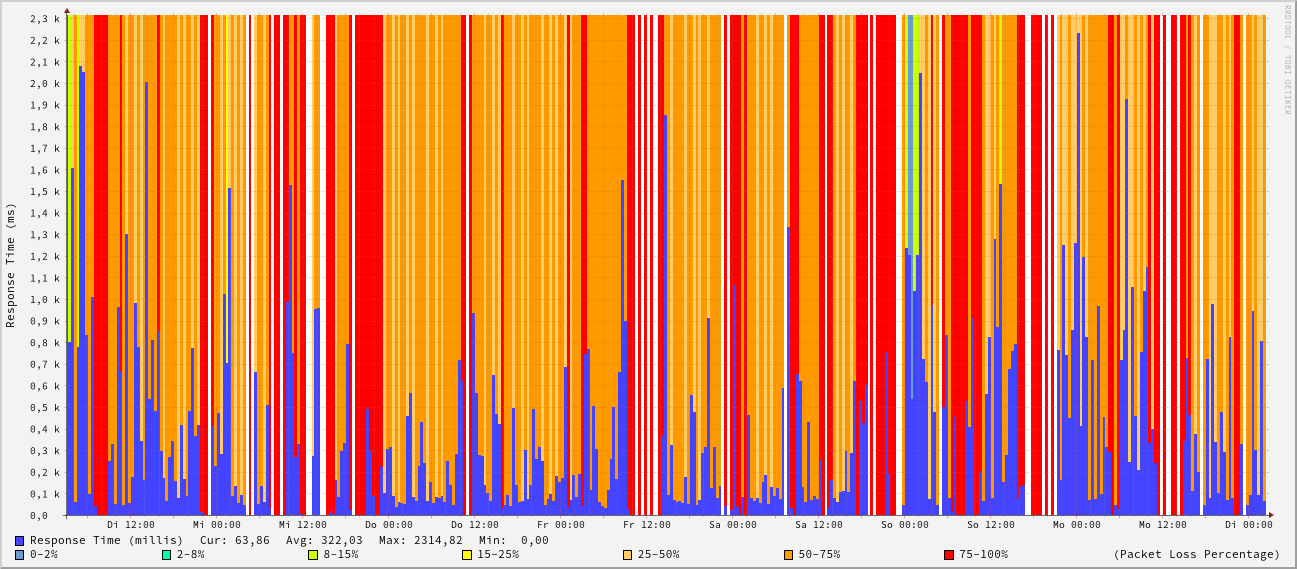 2,3 k
2,2 k
2,1 k
2,0 k
1,9 k
1,8 k
1,7 k
1,6 k
1,5 k
1,4 k
1,3 k
1,2 k
1,1 k
1,0 k
0,9 k
0,8 k
0,7 k
0,6 k
0,5 k
0,4 k
0,3 k
0,2 k
0,1 k
0,0
Response Time (ms)
RRDTOOL / TOBI OETIKER
Di 12:00 Mi 00:00 Mi 12:00 Do 00:00 Do 12:00 Fr 00:00 Fr 12:00 Sa 00:00 Sa 12:00 So 00:00 So 12:00 Mo 00:00 Mo 12:00 Di 00:00
Response Time (millis) Cur: 63,86 Avg: 322,03 Max: 2314,82 Min: 0,00
0-2% 2-8% 8-15% 15-25% 25-50% 50-75% 75-100% (Packet Loss Percentage)